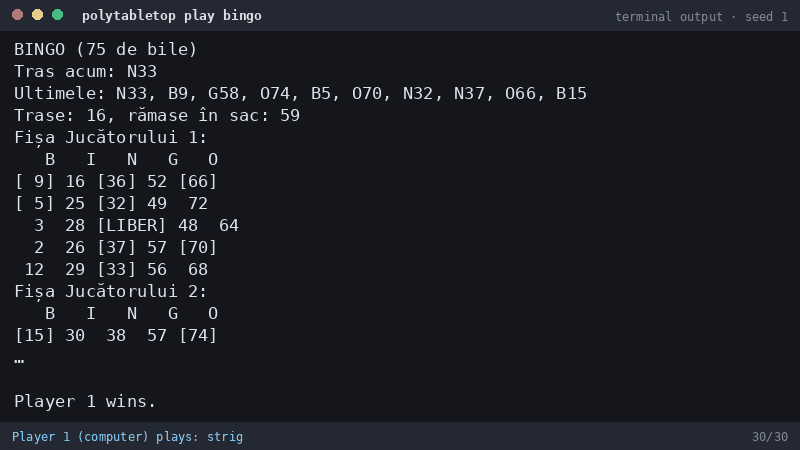 polytabletop play bingo
terminal output · seed 1
BINGO (75 de bile)
Tras acum: N33
Ultimele: N33, B9, G58, O74, B5, O70, N32, N37, O66, B15
Trase: 16, rămase în sac: 59
Fișa Jucătorului 1:
B I N G O
[ 9] 16 [36] 52 [66]
[ 5] 25 [32] 49 72
3 28 [LIBER] 48 64
2 26 [37] 57 [70]
12 29 [33] 56 68
Fișa Jucătorului 2:
B I N G O
[15] 30 38 57 [74]
…
Player 1 wins.
Player 1 (computer) plays: strig
30/30